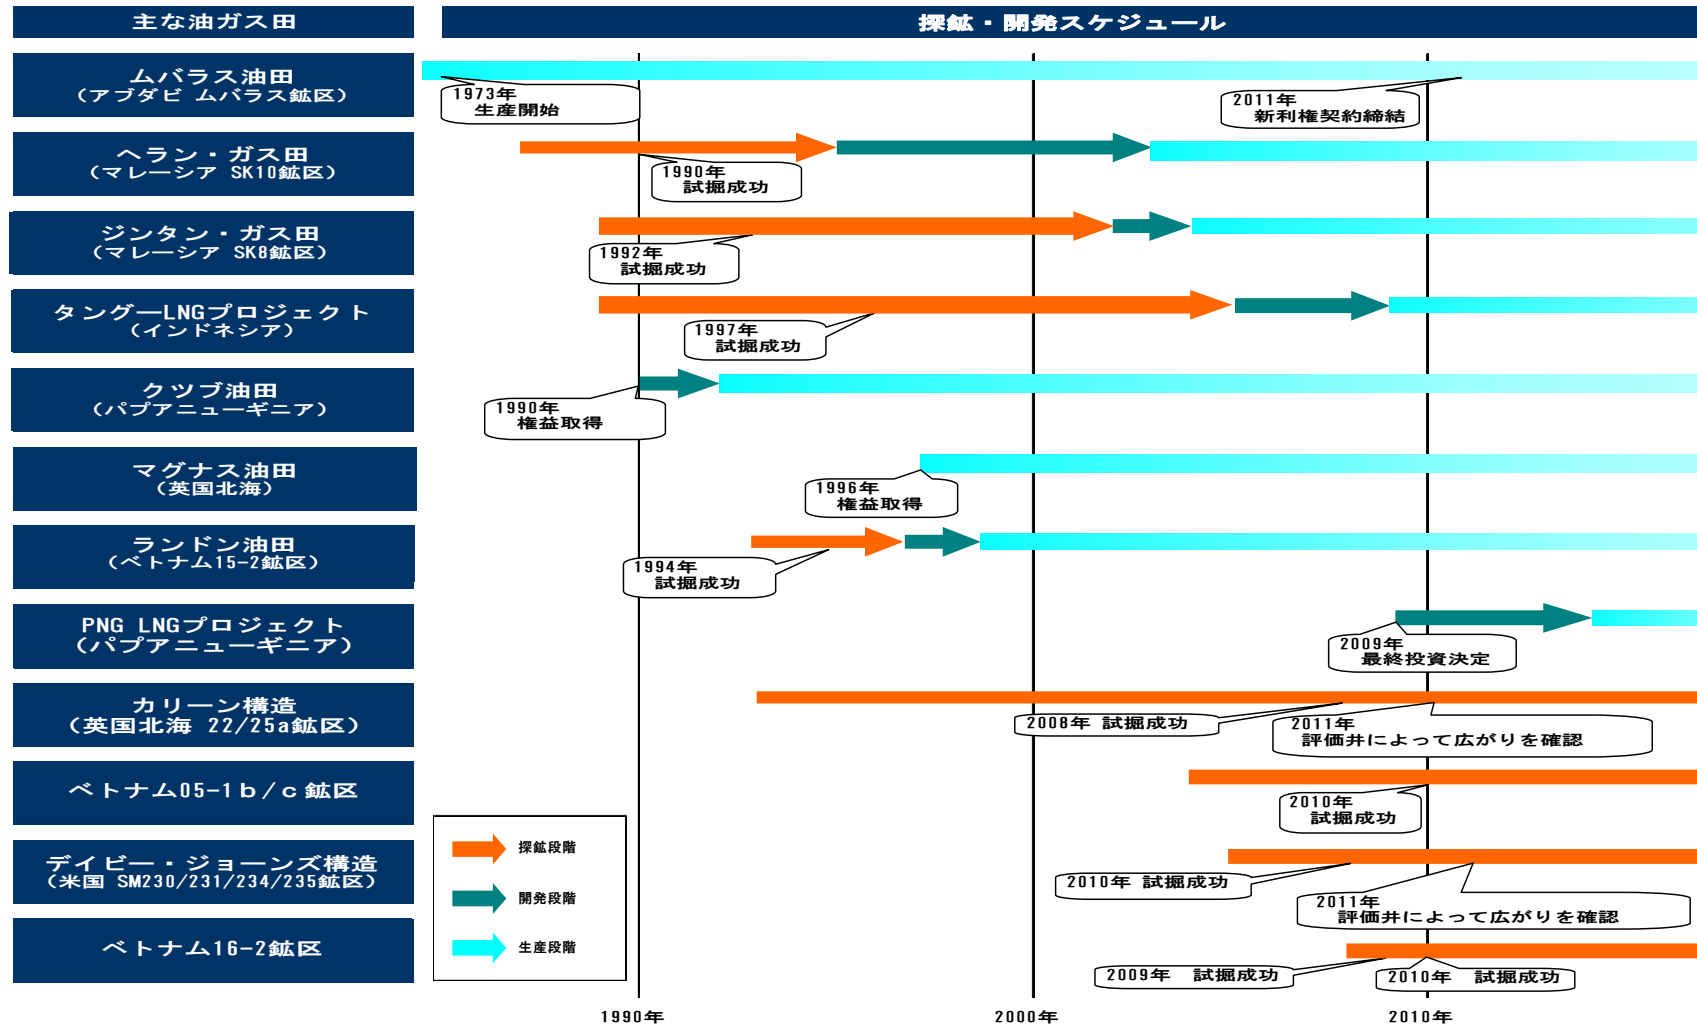 主な油ガス田
探鉱・開発スケジュール
ムバラス油田
（アブダビ ムバラス鉱区）
1973年
生産開始
2011年
新利権契約締結
ヘラン・ガス田
（マレーシア SK10鉱区）
1990年
試掘成功
ジンタン・ガス田
（マレーシア SK8鉱区）
1992年
試掘成功
タングーLNGプロジェクト
（インドネシア）
1997年
試掘成功
クツブ油田
（パプアニューギニア）
1990年
権益取得
マグナス油田
（英国北海）
1996年
権益取得
ランドン油田
（ベトナム15-2鉱区）
1994年
試掘成功
PNG LNGプロジェクト
（パプアニューギニア）
2009年
最終投資決定
カリーン構造
（英国北海 22/25a鉱区）
2008年 試掘成功
2011年
評価井によって広がりを確認
ベトナム05-1ｂ/ｃ鉱区
2010年
試掘成功
デイビー・ジョーンズ構造
（米国 SM230/231/234/235鉱区）
2010年 試掘成功
2011年
評価井によって広がりを確認
ベトナム16-2鉱区
2009年　試掘成功
2010年　試掘成功
探鉱段階
開発段階
生産段階
1990年
2000年
2010年